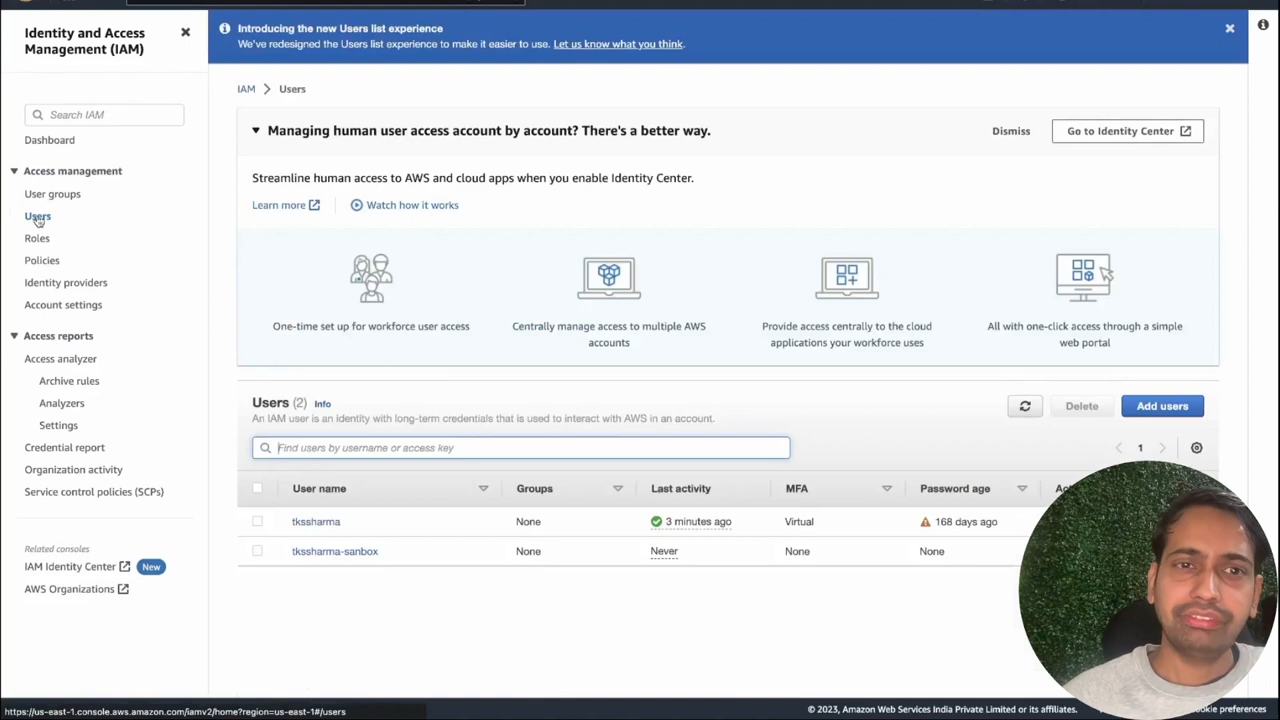 Identity and Access
Management (IAM)
Introducing the new Users list experience
We've redesigned the Users list experience to make it easier to use. Let us know what you think.
Search IAM
Dashboard
Access management
User groups
Users
Roles
Policies
Identity providers
Account settings
Access reports
Access analyzer
Archive rules
Analyzers
Settings
Credential report
Organization activity
Service control policies (SCPs)
Related consoles
IAM Identity Center
New
AWS Organizations
IAM > Users
Managing human user access account by account? There's a better way.
Dismiss
Go to Identity Center
Streamline human access to AWS and cloud apps when you enable Identity Center.
Learn more
Watch how it works
One-time set up for workforce user access
Centrally manage access to multiple AWS
accounts
Provide access centrally to the cloud
applications your workforce uses
All with one-click access through a simple
web portal
Users (2) Info
An IAM user is an identity with long-term credentials that is used to interact with AWS in an account.
Delete
Add users
Find users by username or access key
1
User name Groups Last activity MFA Password age
tkssharma None 3 minutes ago Virtual 168 days ago
tkssharma-sanbox None Never None None
https://us-east-1.console.aws.amazon.com/iamv2/home?region=us-east-1#/users
© 2023, Amazon Web Services India Private Limited or its affiliates.
preferences